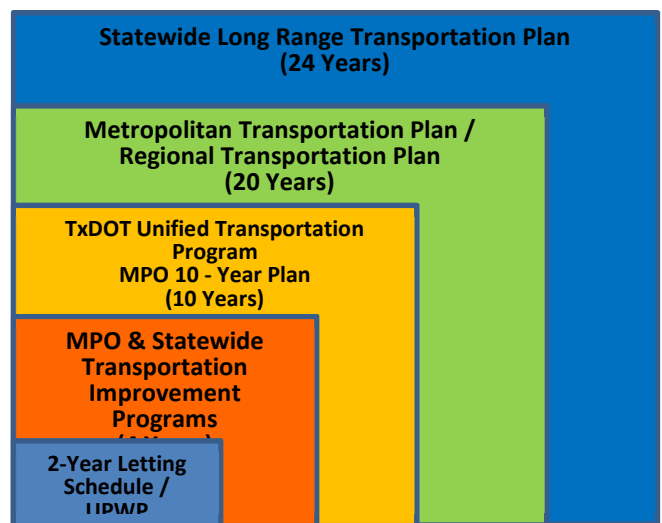 Statewide Long Range Transportation Plan
(24 Years)
Metropolitan Transportation Plan /
Regional Transportation Plan
(20 Years)
TxDOT Unified Transportation
Program
MPO 10 - Year Plan
(10 Years)
MPO & Statewide
Transportation
Improvement
Programs
2-Year Letting
Schedule /
UPWP